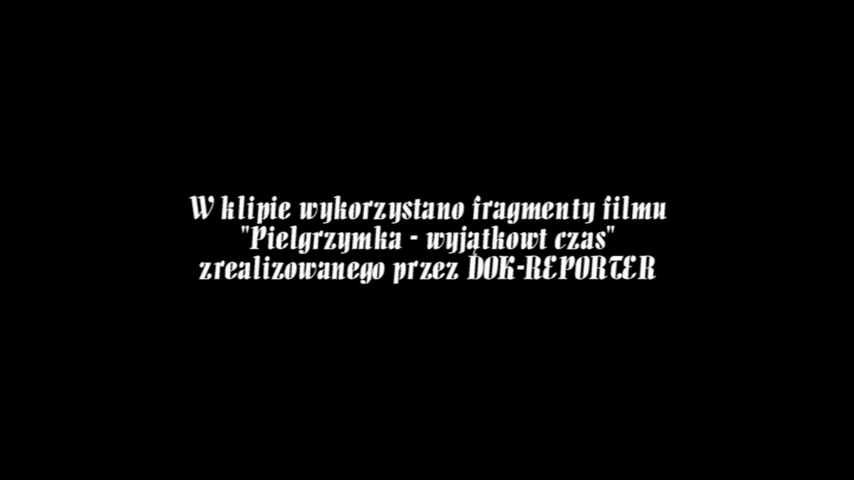 W klipie wykorzystano fragmenty filmu
"Pielgrzymka - wyjątkowt czas"
zrealizowanego przez DOK-REPORTER